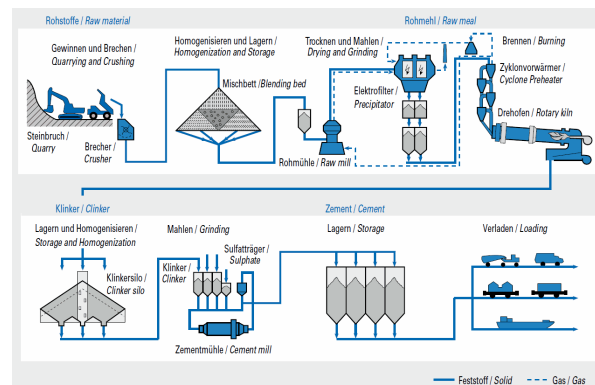 Rohstoffe / Raw material
Rohmehl / Raw meal
Gewinnen und Brechen /
Quarrying and Crushing
Homogenisieren und Lagern /
Homogenization and Storage
Trocknen und Mahlen /
Drying and Grinding
Brennen / Burning
Mischbett /Blending bed
Zyklonvorwärmer /
Cyclone Preheater
Elektrofilter /
Precipitator
Drehofen / Rotary kiln
Steinbruch /
Quarry
Brecher /
Crusher
Rohmühle / Raw mill
Klinker / Clinker
Zement / Cement
Lagern und Homogenisieren /
Storage and Homogenization
Mahlen / Grinding
Lagern / Storage
Verladen / Loading
Sulfatträger /
Sulphate
Klinkersilo /
Clinker silo
Klinker /
Clinker
Zementmühle / Cement mill
Feststoff / Solid
Gas / Gas